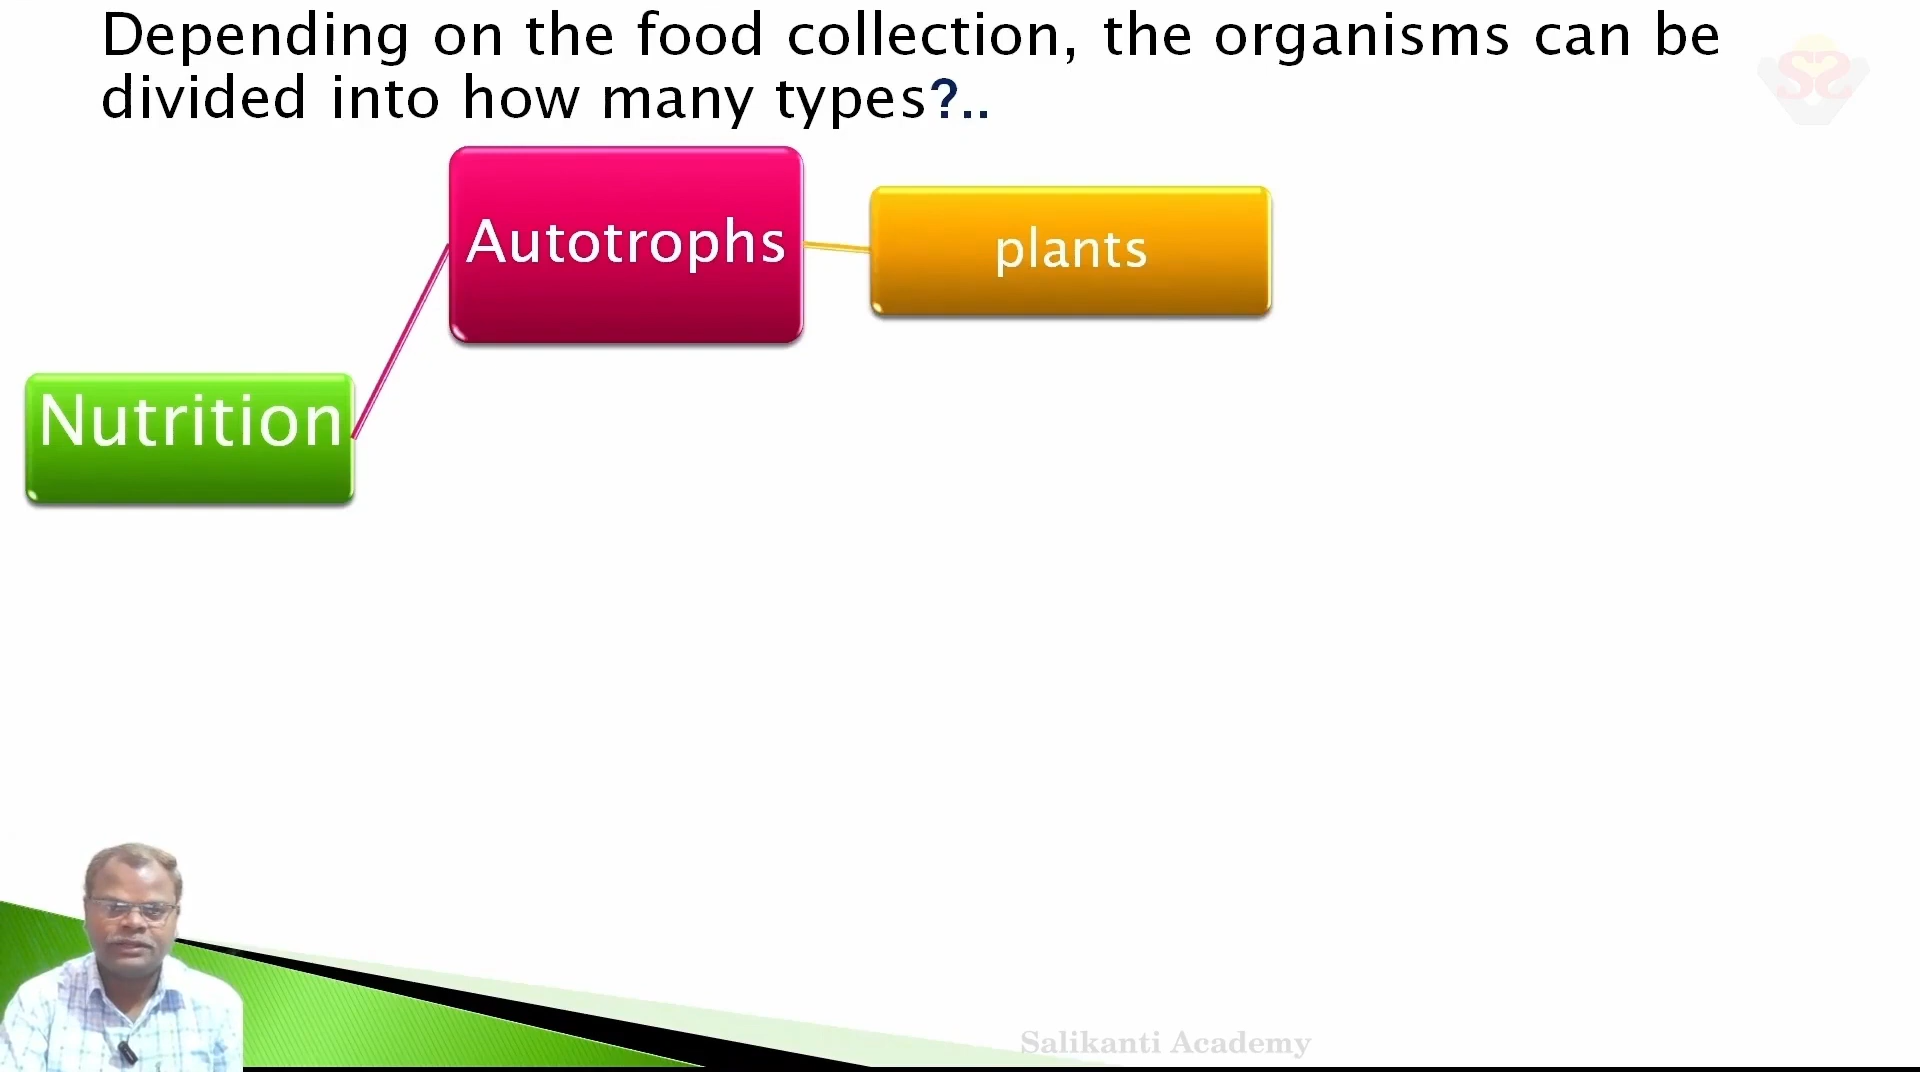 Depending on the food collection, the organisms can be
divided into how many types?..
Autotrophs
plants
Nutrition
SS
Salikanti Academy